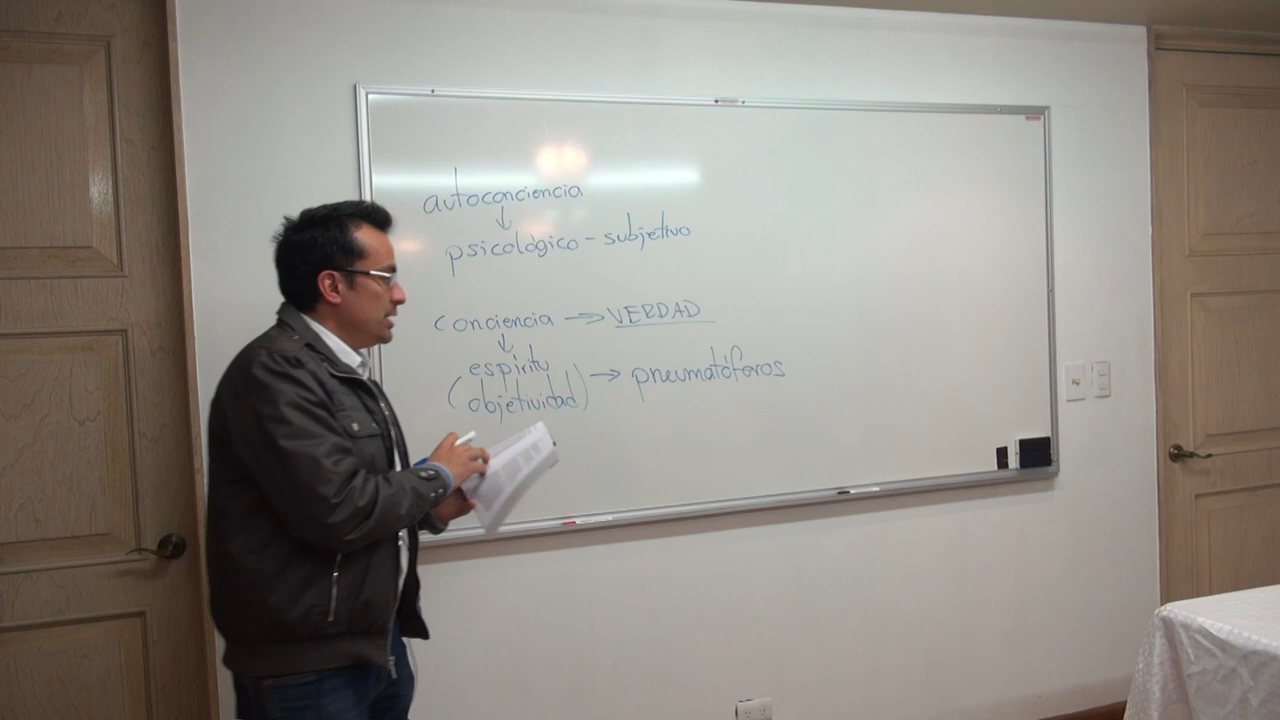 autoconciencia
↓
psicológico - subjetivo
conciencia → VERDAD
↓
espíritu
(objetividad) → pneumatóforos